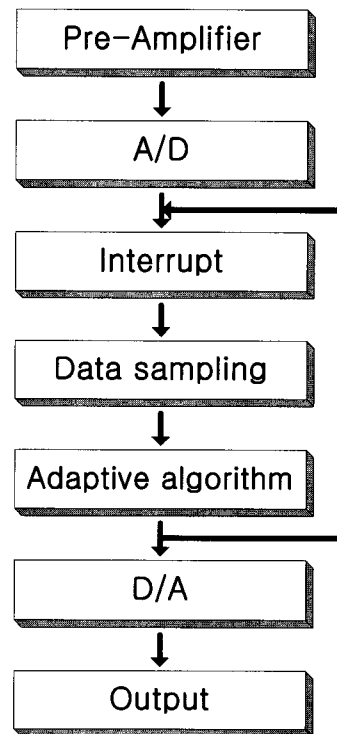 Pre-Amplifier
A/D
Interrupt
Data sampling
Adaptive algorithm
D/A
Output